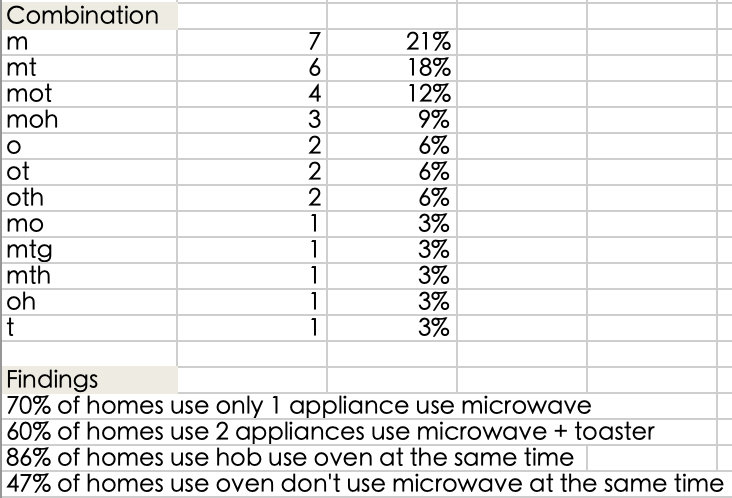 Combination
m 7 21%
mt 6 18%
mot 4 12%
moh 3 9%
o 2 6%
ot 2 6%
oth 2 6%
mo 1 3%
mtg 1 3%
mth 1 3%
oh 1 3%
t 1 3%
Findings
70% of homes use only 1 appliance use microwave
60% of homes use 2 appliances use microwave + toaster
86% of homes use hob use oven at the same time
47% of homes use oven don't use microwave at the same time